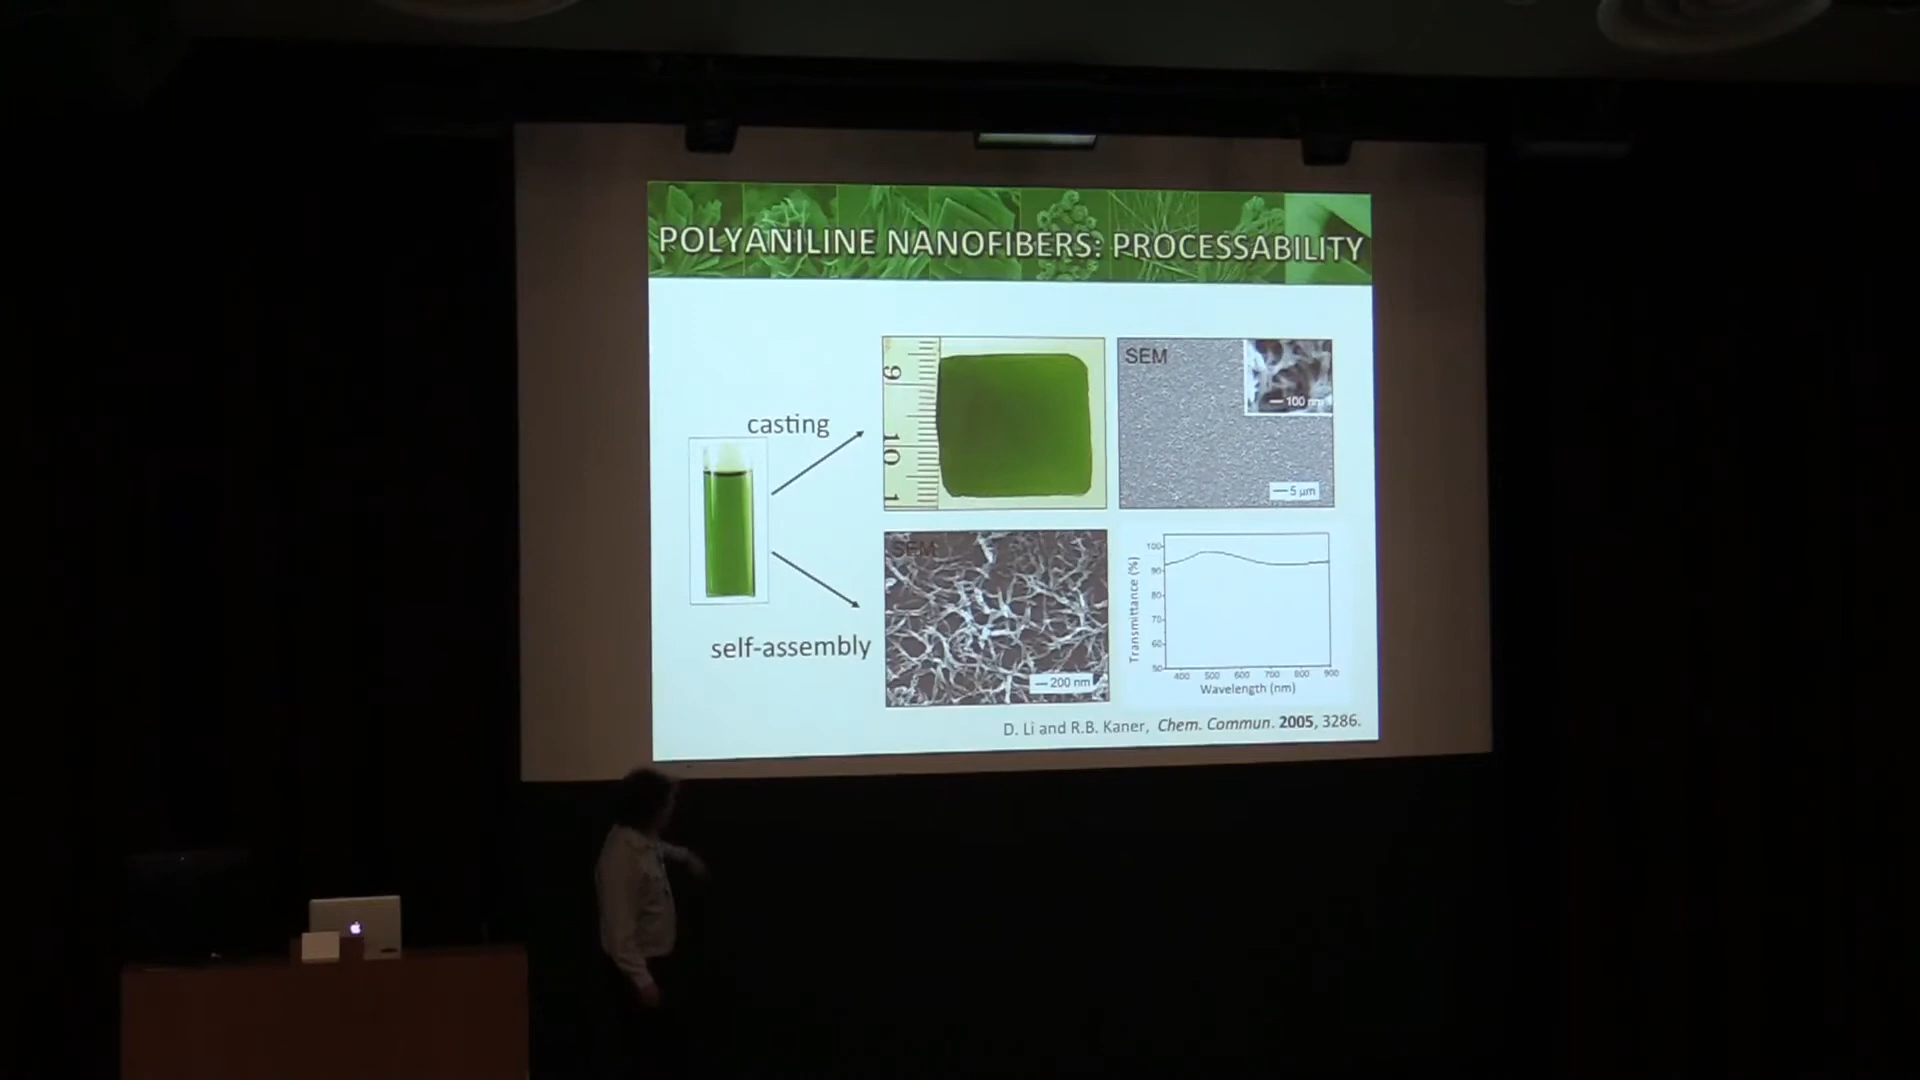 POLYANILINE NANOFIBERS: PROCESSABILITY
casting
9
10
1
SEM
100 nm
5 µm
self-assembly
SEM
200 nm
Transmittance (%)
100
90
80
70
60
50
400 500 600 700 800 900
Wavelength (nm)
D. Li and R.B. Kaner, Chem. Commun. 2005, 3286.